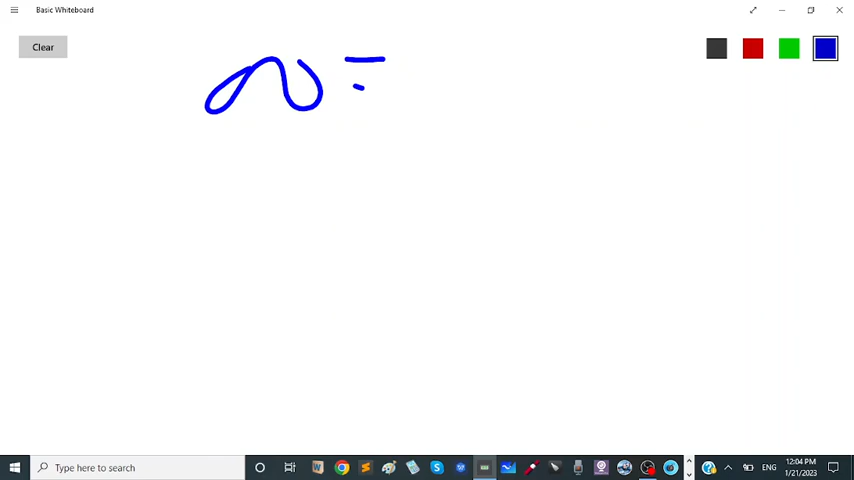 Basic Whiteboard
Clear
Type here to search
ENG
12:04 PM
1/21/2023